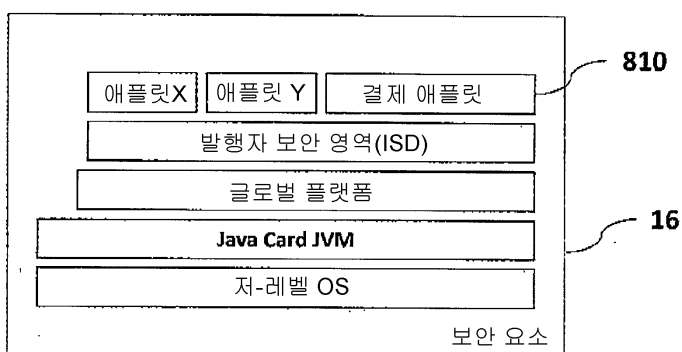 810
애플릿X 애플릿 Y 결제 애플릿
발행자 보안 영역(ISD)
글로벌 플랫폼
16
Java Card JVM
저-레벨 OS
보안 요소